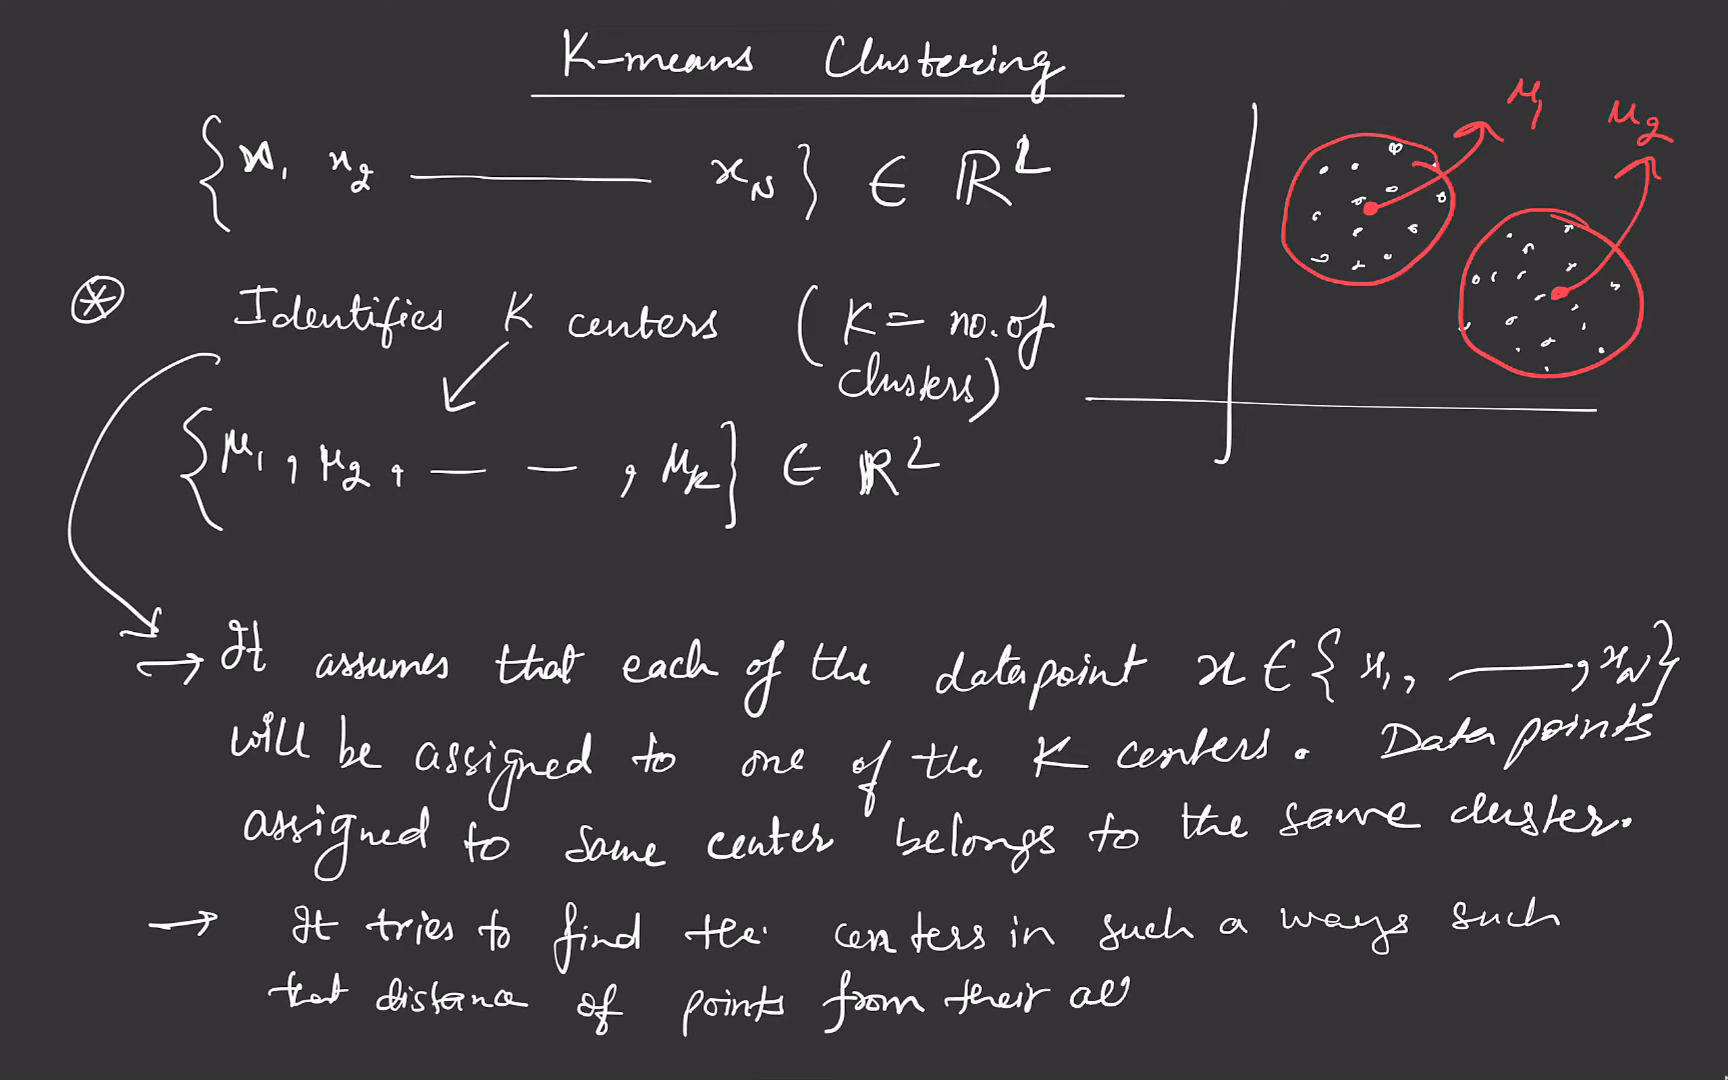 K-means Clustering
{x1 x2 —— xN} ∈ ℝ²
μ1 μ2
Identifies K centers (K = no. of
clusters)
{μ1, μ2, — — , μk} ∈ ℝ²
→ It assumes that each of the datapoint x ∈ {x1, ——, xN}
will be assigned to one of the K centers. Data points
assigned to same center belongs to the same cluster.
→ It tries to find the centers in such a ways such
that distance of points from their